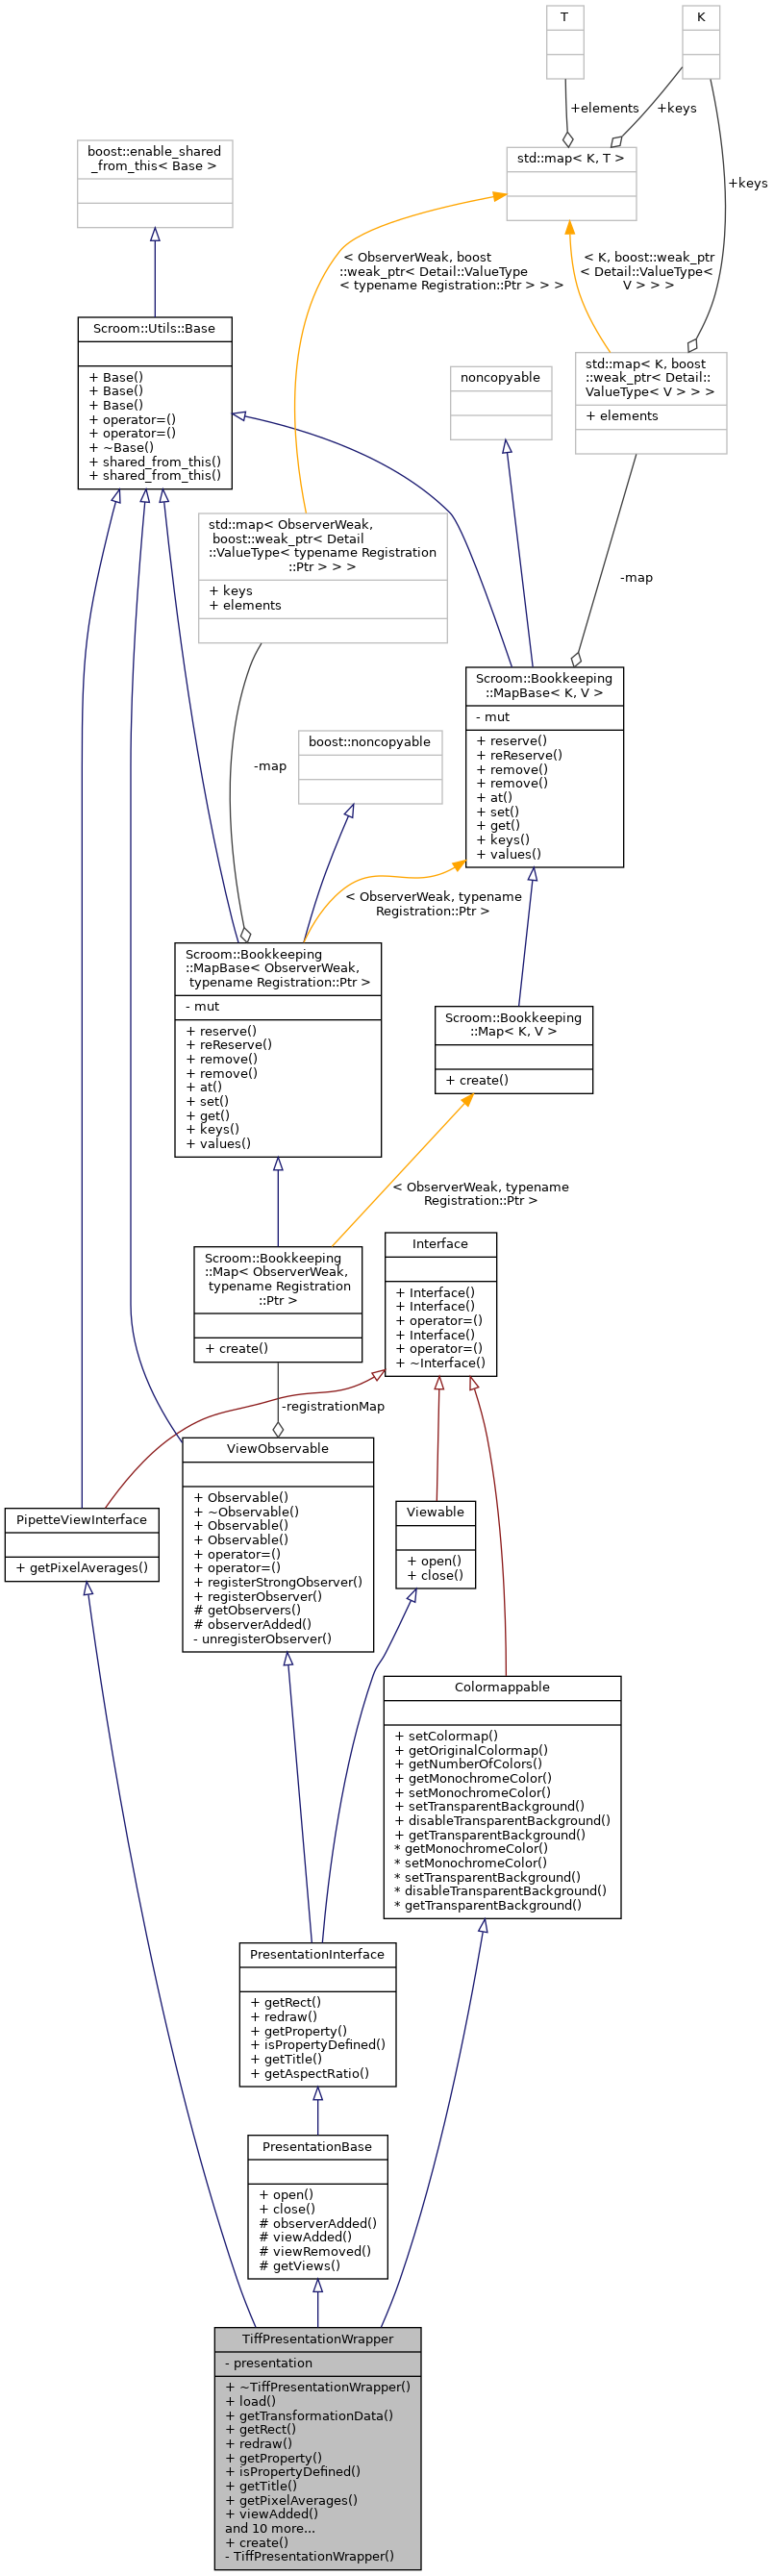 T
K
+elements
+keys
boost::enable_shared
_from_this< Base >
std::map< K, T >
+keys
< ObserverWeak, boost
::weak_ptr< Detail::ValueType
< typename Registration::Ptr > > >
< K, boost::weak_ptr
< Detail::ValueType<
V > > >
Scroom::Utils::Base
+ Base()
+ Base()
+ Base()
+ operator=()
+ operator=()
+ ~Base()
+ shared_from_this()
+ shared_from_this()
noncopyable
std::map< K, boost
::weak_ptr< Detail::
ValueType< V > > >
+ elements
std::map< ObserverWeak,
boost::weak_ptr< Detail
::ValueType< typename Registration
::Ptr > > >
+ keys
+ elements
-map
Scroom::Bookkeeping
::MapBase< K, V >
- mut
+ reserve()
+ reReserve()
+ remove()
+ remove()
+ at()
+ set()
+ get()
+ keys()
+ values()
boost::noncopyable
-map
< ObserverWeak, typename
Registration::Ptr >
Scroom::Bookkeeping
::MapBase< ObserverWeak,
typename Registration::Ptr >
- mut
+ reserve()
+ reReserve()
+ remove()
+ remove()
+ at()
+ set()
+ get()
+ keys()
+ values()
Scroom::Bookkeeping
::Map< K, V >
+ create()
< ObserverWeak, typename
Registration::Ptr >
Scroom::Bookkeeping
::Map< ObserverWeak,
typename Registration
::Ptr >
+ create()
Interface
+ Interface()
+ Interface()
+ operator=()
+ Interface()
+ operator=()
+ ~Interface()
-registrationMap
ViewObservable
+ Observable()
+ ~Observable()
+ Observable()
+ Observable()
+ operator=()
+ operator=()
+ registerStrongObserver()
+ registerObserver()
# getObservers()
# observerAdded()
- unregisterObserver()
PipetteViewInterface
+ getPixelAverages()
Viewable
+ open()
+ close()
Colormappable
+ setColormap()
+ getOriginalColormap()
+ getNumberOfColors()
+ getMonochromeColor()
+ setMonochromeColor()
+ setTransparentBackground()
+ disableTransparentBackground()
+ getTransparentBackground()
* getMonochromeColor()
* setMonochromeColor()
* setTransparentBackground()
* disableTransparentBackground()
* getTransparentBackground()
PresentationInterface
+ getRect()
+ redraw()
+ getProperty()
+ isPropertyDefined()
+ getTitle()
+ getAspectRatio()
PresentationBase
+ open()
+ close()
# observerAdded()
# viewAdded()
# viewRemoved()
# getViews()
TiffPresentationWrapper
- presentation
+ ~TiffPresentationWrapper()
+ load()
+ getTransformationData()
+ getRect()
+ redraw()
+ getProperty()
+ isPropertyDefined()
+ getTitle()
+ getPixelAverages()
+ viewAdded()
and 10 more...
+ create()
- TiffPresentationWrapper()